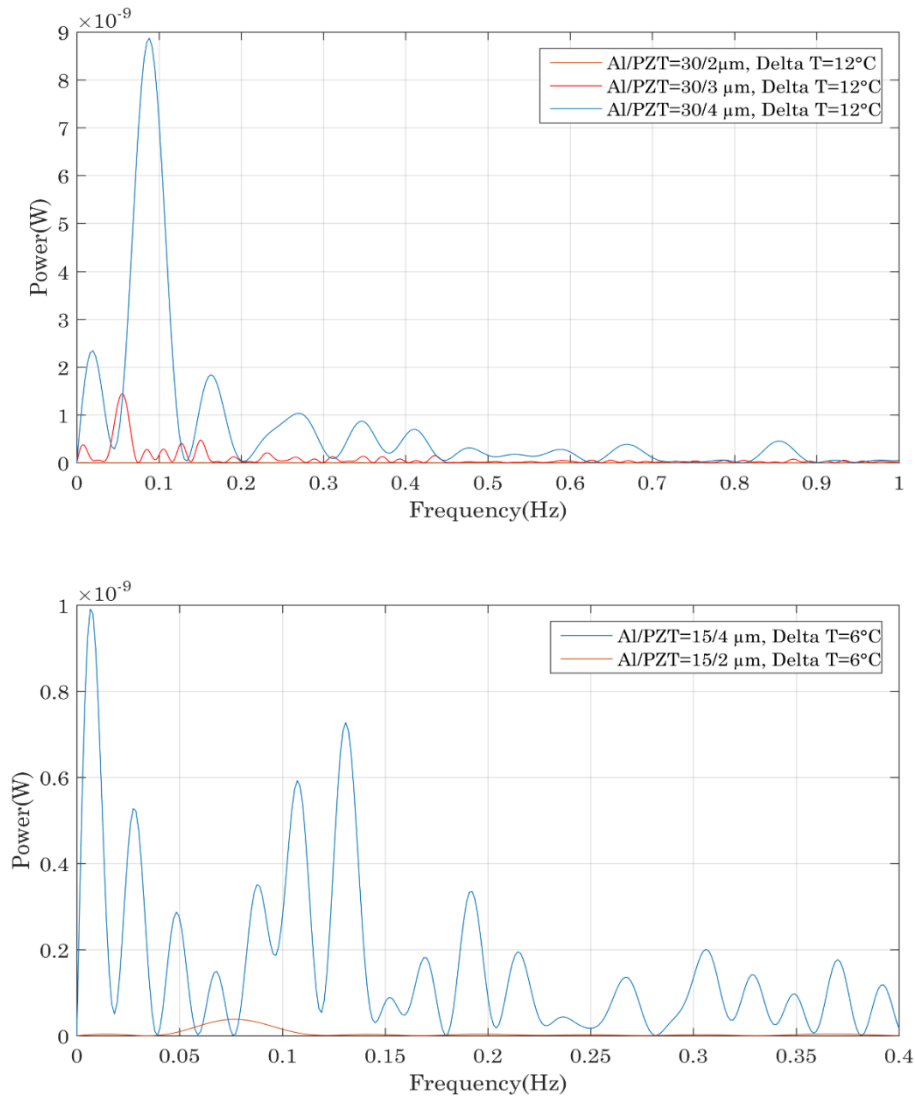 ×10-9
9
8
7
6
5
4
3
2
1
0
Power(W)
Al/PZT=30/2µm, Delta T=12°C
Al/PZT=30/3 µm, Delta T=12°C
Al/PZT=30/4 µm, Delta T=12°C
0 0.1 0.2 0.3 0.4 0.5 0.6 0.7 0.8 0.9 1
Frequency(Hz)
×10-9
1
0.8
0.6
0.4
0.2
0
Power(W)
Al/PZT=15/4 µm, Delta T=6°C
Al/PZT=15/2 µm, Delta T=6°C
0 0.05 0.1 0.15 0.2 0.25 0.3 0.35 0.4
Frequency(Hz)